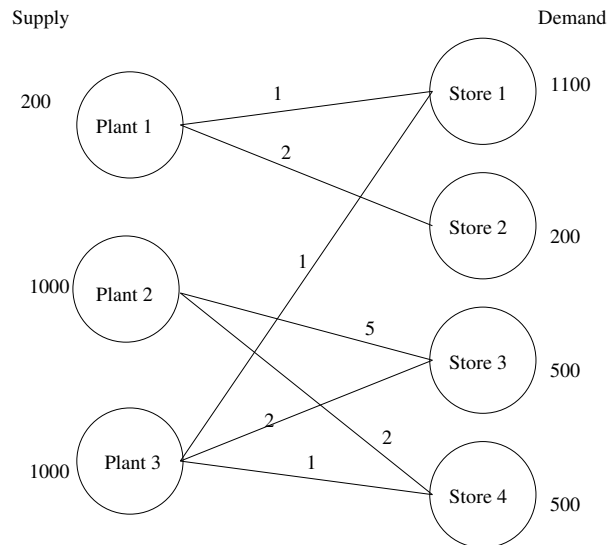 Supply
Demand
200
Plant 1
1
Store 1
1100
2
Store 2
200
1
1000
Plant 2
5
Store 3
500
2
2
1000
Plant 3
1
Store 4
500